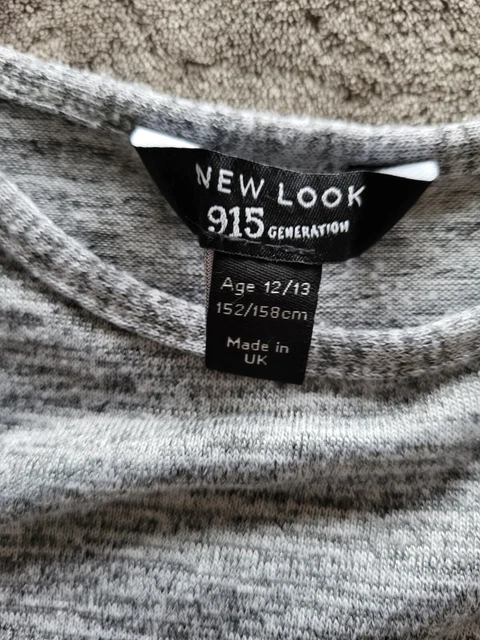 NEW LOOK
915 GENERATION
Age 12/13
152/158cm
Made in
UK